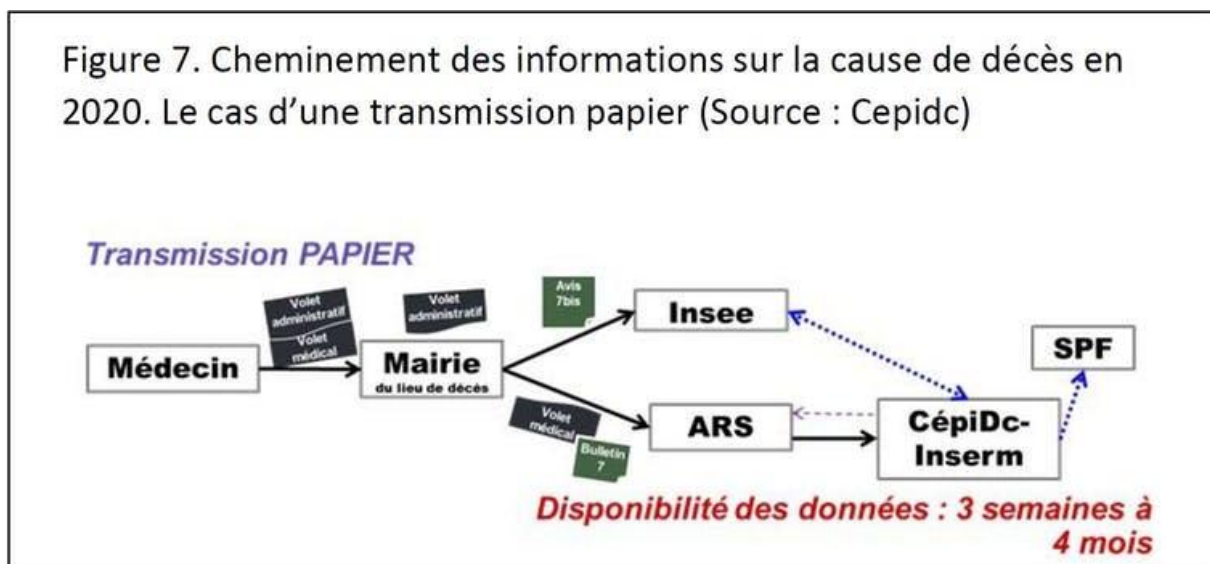 Figure 7. Cheminement des informations sur la cause de décès en
2020. Le cas d’une transmission papier (Source : Cepidc)
Transmission PAPIER
Volet
administratif
Volet
médical
Volet
administratif
Avis
7bis
Insee
SPF
Médecin
Mairie
du lieu de décès
Volet
médical
Bulletin
7
ARS
CépiDc-
Inserm
Disponibilité des données : 3 semaines à
4 mois